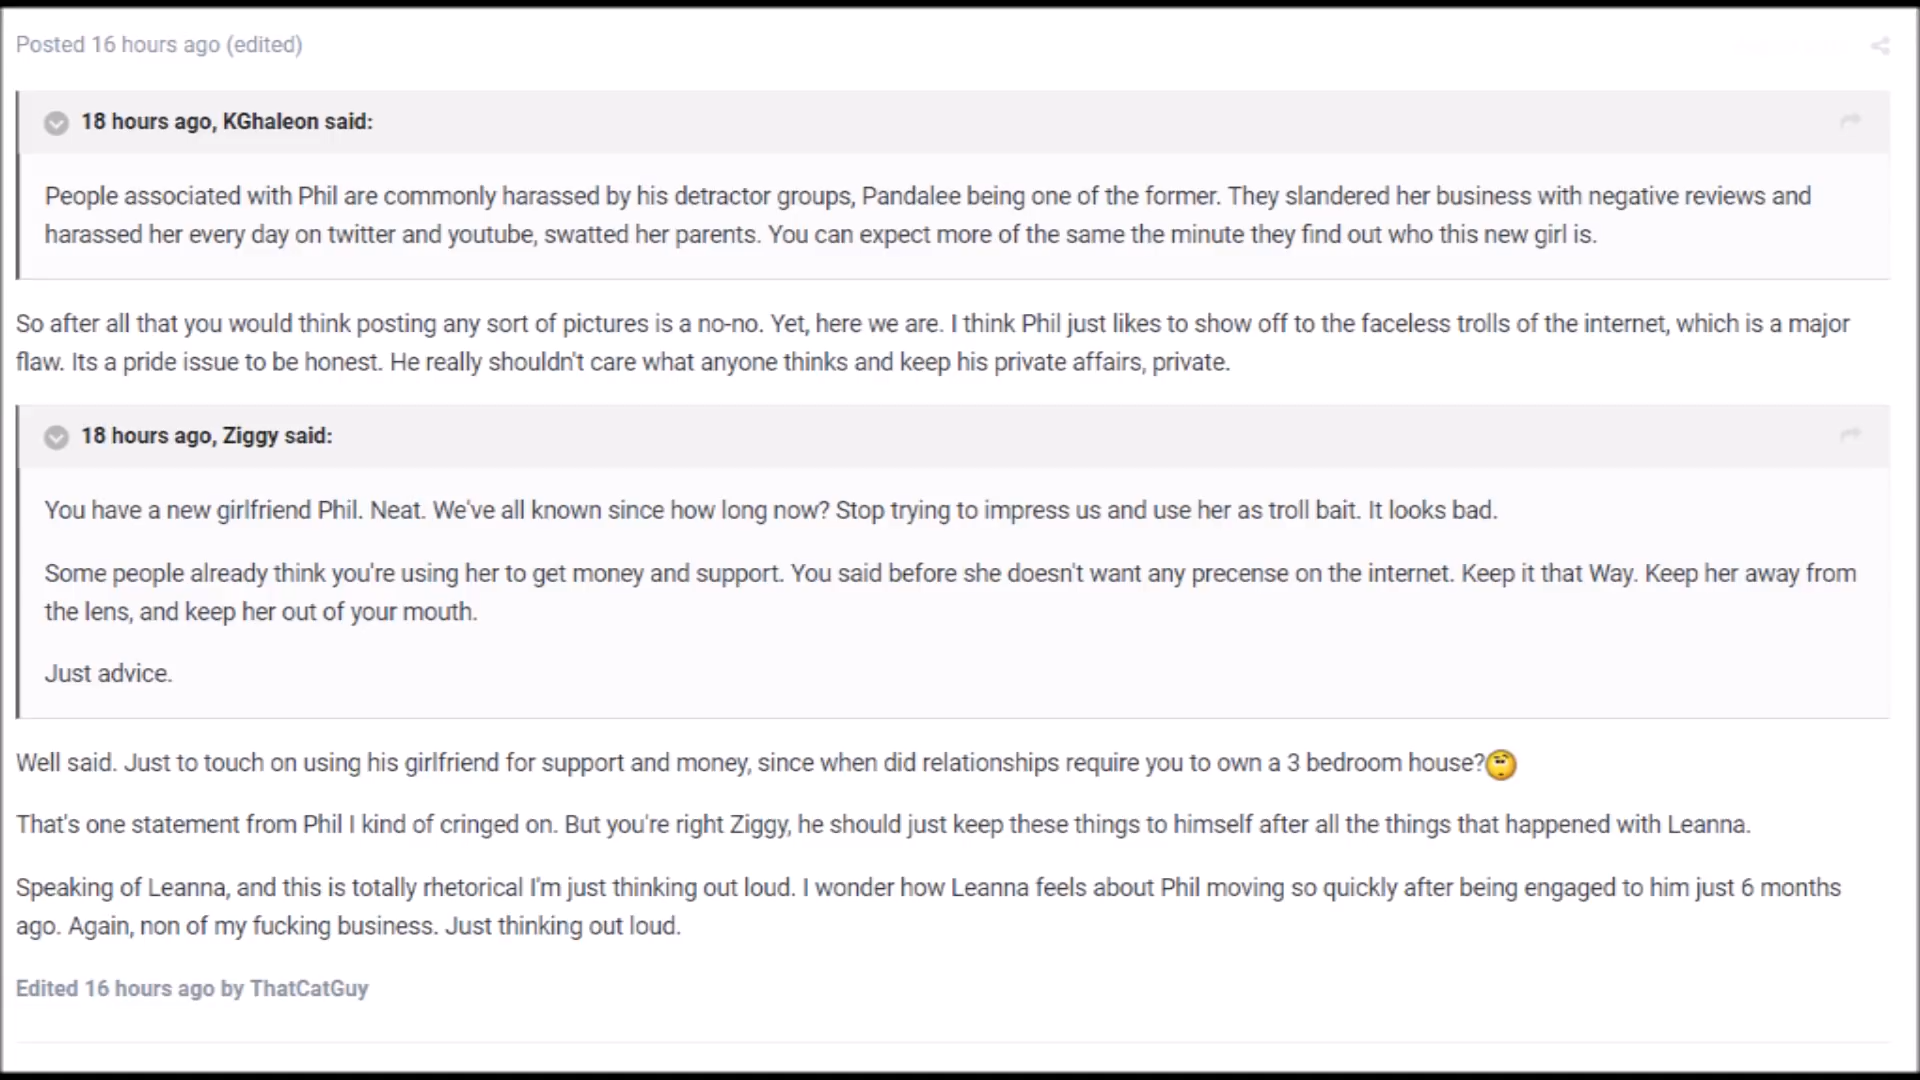 Posted 16 hours ago (edited)
18 hours ago, KGhaleon said:
People associated with Phil are commonly harassed by his detractor groups, Pandalee being one of the former. They slandered her business with negative reviews and
harassed her every day on twitter and youtube, swatted her parents. You can expect more of the same the minute they find out who this new girl is.
So after all that you would think posting any sort of pictures is a no-no. Yet, here we are. I think Phil just likes to show off to the faceless trolls of the internet, which is a major
flaw. Its a pride issue to be honest. He really shouldn't care what anyone thinks and keep his private affairs, private.
18 hours ago, Ziggy said:
You have a new girlfriend Phil. Neat. We've all known since how long now? Stop trying to impress us and use her as troll bait. It looks bad.
Some people already think you're using her to get money and support. You said before she doesn't want any precense on the internet. Keep it that Way. Keep her away from
the lens, and keep her out of your mouth.
Just advice.
Well said. Just to touch on using his girlfriend for support and money, since when did relationships require you to own a 3 bedroom house?
That's one statement from Phil I kind of cringed on. But you're right Ziggy, he should just keep these things to himself after all the things that happened with Leanna.
Speaking of Leanna, and this is totally rhetorical I'm just thinking out loud. I wonder how Leanna feels about Phil moving so quickly after being engaged to him just 6 months
ago. Again, non of my fucking business. Just thinking out loud.
Edited 16 hours ago by ThatCatGuy